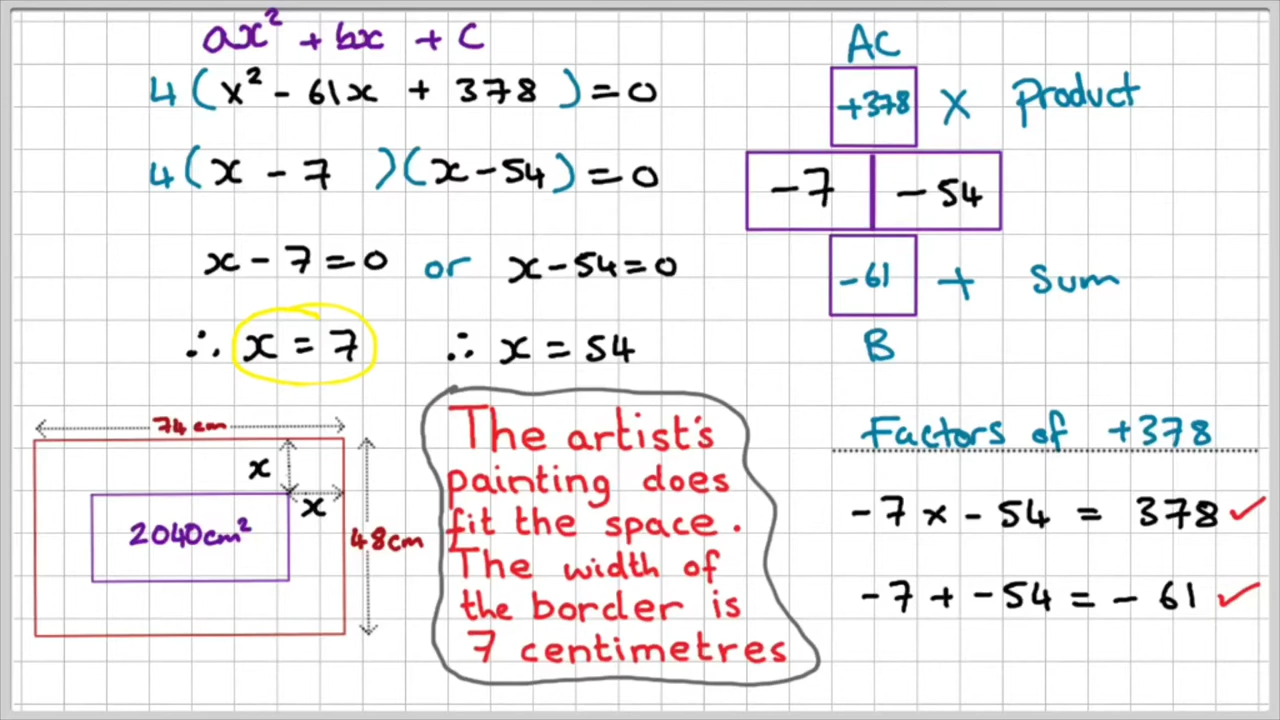 ax² + bx + c
4(x² - 61x + 378) = 0
4(x - 7)(x - 54) = 0
x - 7 = 0 or x - 54 = 0
∴ x = 7 ∴ x = 54
AC
+378 × product
-7 -54
-61 + sum
B
Factors of +378
-7 x -54 = 378 ✓
-7 + -54 = -61 ✓
74 cm
x
x
2040cm²
48cm
The artist's
painting does
fit the space.
The width of
the border is
7 centimetres